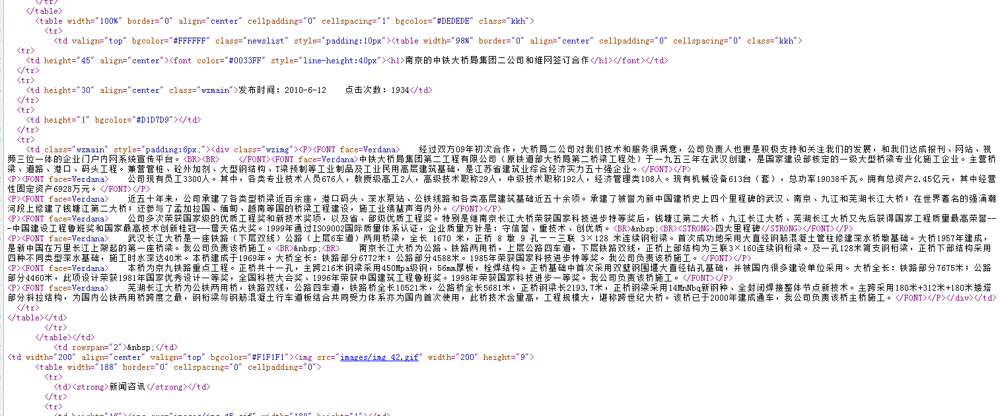 </tr>
</table>
<table width="100%" border="0" align="center" cellpadding="0" cellspacing="1" bgcolor="#DEDEDE" class="kkh">
<tr>
<td valign="top" bgcolor="#FFFFFF" class="newslist" style="padding:10px"><table width="98%" border="0" align="center" cellpadding="0" cellspacing="0" class="kkh">
<tr>
<td height="45" align="center"><font color="#0033FF" style="line-height:40px"><h1>南京的中铁大桥局集团二公司和维网签订合作</h1></font></td>
</tr>
<tr>
<td height="30" align="center" class="wzmain">发布时间：2010-6-12    点击次数：1934</td>
</tr>
<tr>
<td height="1" bgcolor="#D1D7D9"></td>
</tr>
<tr>
<td class="wzmain" style="padding:6px;"><div class="wzimg"><P><FONT face=Verdana>    经过双方09年初次合作，大桥局二公司对我们技术和服务很满意，公司负责人也更是积极支持和关注我们的发展，和我们达成报刊、网站、视
频三位一体的企业门户内网系统宣传平台。<BR><BR>    </FONT><FONT face=Verdana>中铁大桥局集团第二工程有限公司（原铁道部大桥局第二桥梁工程处）于一九五三年在武汉创建，是国家建设部核定的一级大型桥梁专业化施工企业。主营桥
梁、道路、港口、码头工程。兼营管桩、砼外加剂、大型钢结构、T梁预制等工业制品及工业民用高层建筑基础，是江苏省建筑业综合经济实力五十强企业。</FONT></P>
<P><FONT face=Verdana>    公司现有员工3300人。其中，各类专业技术人员676人，教授级高工2人，高级技术职称29人，中级技术职称192人，经济管理类108人。现有机械设备613台（套），总功率19038千瓦。拥有总资产2.45亿元，其中经营
性固定资产6928万元。</FONT></P>
<P><FONT face=Verdana>    近五十年来，公司承建了各类型桥梁近百余座，港口码头、深水泵站、公铁线路和各类高层建筑基础近五十余项。承建了被誉为新中国建桥史上四个里程碑的武汉、南京、九江和芜湖长江大桥；在世界著名的强涌潮
河段上修建了钱塘江第二大桥；还参与了孟加拉国、缅甸、越南等国的桥梁工程建设，施工业绩蜚声海内外。</FONT></P>
<P><FONT face=Verdana>    公司多次荣获国家级的优质工程奖和新技术奖项，以及省、部级优质工程奖。特别是继南京长江大桥荣获国家科技进步特等奖后，钱塘江第二大桥、九江长江大桥、芜湖长江大桥又先后获得国家工程质量最高荣誉--
-中国建设工程鲁班奖和国家最高技术创新桂冠---詹天佑大奖。1999年通过ISO9002国际质量体系认证，企业质量方针是：守信誉、重技术、创优质。<BR>&nbsp;<BR><STRONG>四大里程碑</STRONG></FONT></P>
<P><FONT face=Verdana>    武汉长江大桥是一座铁路（下层双线）公路（上层6车道）两用桥梁，全长 1670 米，正桥 8 墩 9 孔－－三联 3×128 米连续钢桁梁。首次成功地采用大直径钢筋混凝土管柱修建深水桥墩基础。大桥1957年建成，
是新中国在万里长江上架起的第一座桥梁。我公司负责该桥施工。<BR>&nbsp;<BR>    南京长江大桥为公路、铁路两用桥，上层公路四车道，下层铁路双线，正桥上部结构为三联3×160连续钢桁梁。及一孔128米简支钢桁梁，正桥下部结构采用
四种不同类型深水基础，施工时水深达40米。本桥建成于1969年。大桥全长：铁路部分6772米；公路部分4588米。1985年荣获国家科技进步特等奖。我公司负责该桥施工。</FONT></P>
<P><FONT face=Verdana>    本桥为京九铁路重点工程。正桥共十一孔，主跨216米钢梁采用450Mpa级钢，56mm厚板，栓焊结构。正桥基础中首次采用双壁钢围堰大直径钻孔基础，并被国内很多建设单位采用。大桥全长：铁路部分7675米；公路
部分4460米，此项设计荣获1981年国家优秀设计一等奖，全国科技大会奖、1996年荣获中国建筑工程鲁班奖。1998年荣获国家科技进步一等奖。我公司负责该桥施工。</FONT></P>
<P><FONT face=Verdana>    芜湖长江大桥为公铁两用桥，铁路双线，公路四车道，铁路桥全长10521米，公路桥全长5681米，正桥钢梁长2193.7米，正桥钢梁采用14MnNbq新钢种、全封闭焊接整体节点新技术。主跨采用180米+312米+180米矮塔
部分斜拉结构，为国内公铁两用桥跨度之最，钢桁梁与钢筋混凝土行车道板结合共同受力体系亦为国内首次使用，此桥技术含量高，工程规模大，堪称跨世纪大桥。该桥已于2000年建成通车，我公司负责该桥主桥施工。</FONT></P></div></td>
</tr>
</table></td>
</tr>
</table></td>
<td rowspan="2">&nbsp;</td>
<td width="200" align="center" valign="top" bgcolor="#F1F1F1"><img src="images/img_42.gif" width="200" height="9">
<table width="188" border="0" cellspacing="0" cellpadding="0">
<tr>
<td><strong>新闻咨讯</strong></td>
</tr>
<tr>
<td height="16"><img src="images/img_45.gif" width="188" height="1"></td>